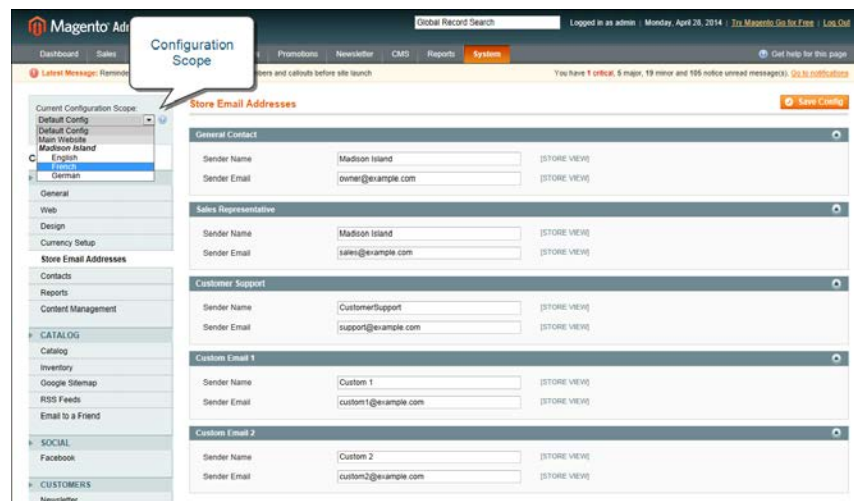 Magento Adm
Global Record Search
Logged in as admin | Monday, April 28, 2014 | Try Magento Go for Free | Log Out
Configuration
Scope
Dashboard Sales Promotions Newsletter CMS Reports System
Get help for this page
Latest Message: Reminde bers and callouts before site launch
You have 1 critical, 5 major, 19 minor and 105 notice unread message(s). Go to notifications
Current Configuration Scope:
Default Config
Default Config
Main Website
Madison Island
English
French
German
C
General
Web
Design
Currency Setup
Store Email Addresses
Contacts
Reports
Content Management
CATALOG
Catalog
Inventory
Google Sitemap
RSS Feeds
Email to a Friend
SOCIAL
Facebook
CUSTOMERS
Newsletter
Store Email Addresses
Save Config
General Contact
Sender Name Madison Island [STORE VIEW]
Sender Email owner@example.com [STORE VIEW]
Sales Representative
Sender Name Madison Island [STORE VIEW]
Sender Email sales@example.com [STORE VIEW]
Customer Support
Sender Name CustomerSupport [STORE VIEW]
Sender Email support@example.com [STORE VIEW]
Custom Email 1
Sender Name Custom 1 [STORE VIEW]
Sender Email custom1@example.com [STORE VIEW]
Custom Email 2
Sender Name Custom 2 [STORE VIEW]
Sender Email custom2@example.com [STORE VIEW]